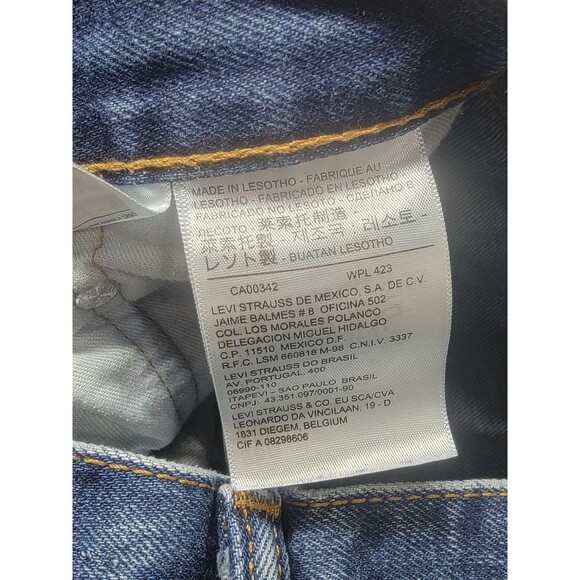 MADE IN LESOTHO - FABRIQUE AU
LESOTHO - FABRICADO EN LESOTHO -
FABRICADO NO LESOTHO - СДЕЛАНО В
ЛЕСОТО - 莱索托制造 -
萊索托製 - 제조국 : 레소토 -
レソト製 - BUATAN LESOTHO
CA00342 WPL 423
LEVI STRAUSS DE MEXICO, S.A. DE C.V.
JAIME BALMES # 8 OFICINA 502
COL. LOS MORALES POLANCO
DELEGACION MIGUEL HIDALGO
C.P. 11510 MEXICO D.F.
R.F.C. LSM 660818 M-98 C.N.I.V. 3337
LEVI STRAUSS DO BRASIL
AV. PORTUGAL, 400
06990-110
(ITAPEVI) – SAO PAULO BRASIL
CNPJ: 43.351.097/0001-90
LEVI STRAUSS & CO. EU SCA/CVA
LEONARDO DA VINCILAAN, 19 - D
1831 DIEGEM, BELGIUM
CIF A 08298606